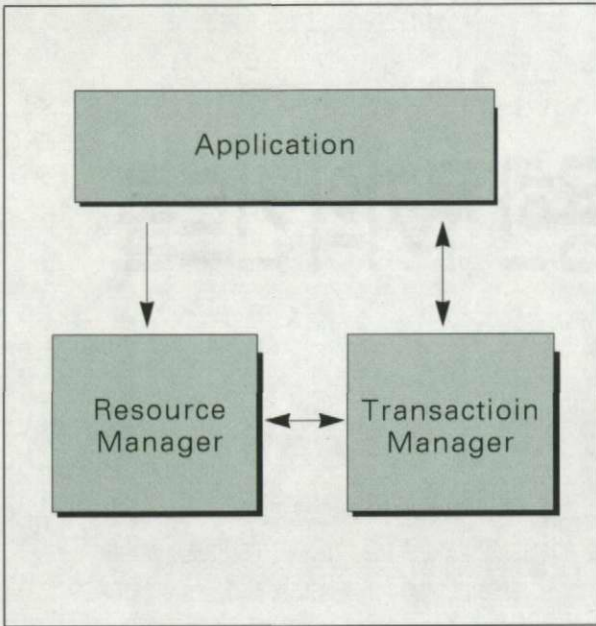 Application
Resource
Manager
Transactioin
Manager